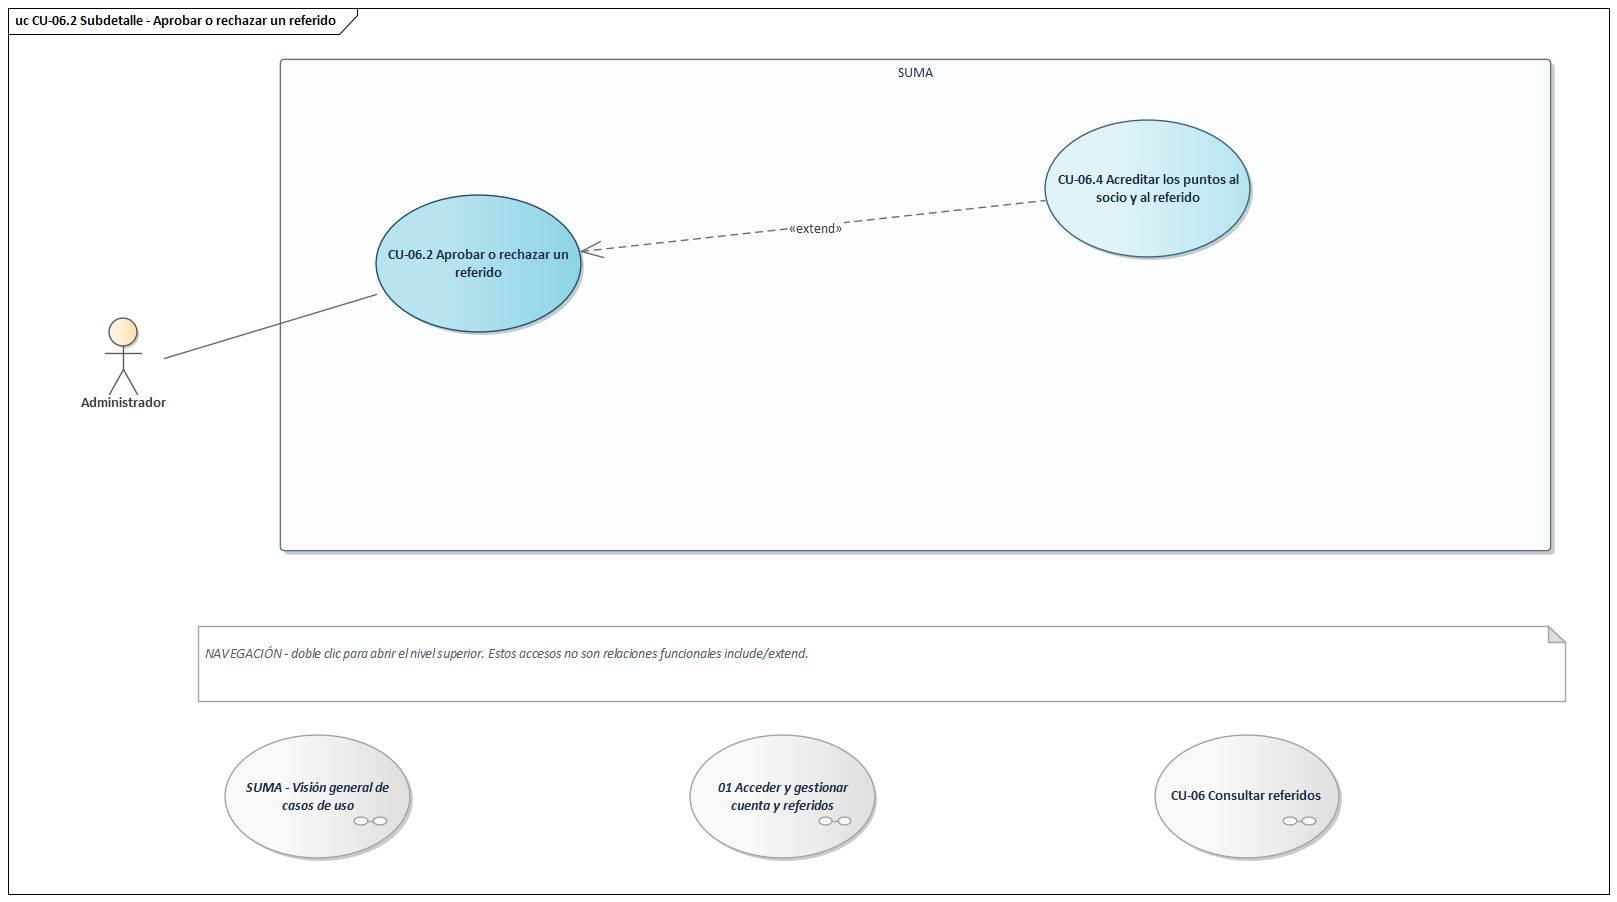 uc CU-06.2 Subdetalle - Aprobar o rechazar un referido
SUMA
CU-06.4 Acreditar los puntos al
socio y al referido
«extend»
CU-06.2 Aprobar o rechazar un
referido
Administrador
NAVEGACIÓN - doble clic para abrir el nivel superior. Estos accesos no son relaciones funcionales include/extend.
SUMA - Visión general de
casos de uso
01 Acceder y gestionar
cuenta y referidos
CU-06 Consultar referidos